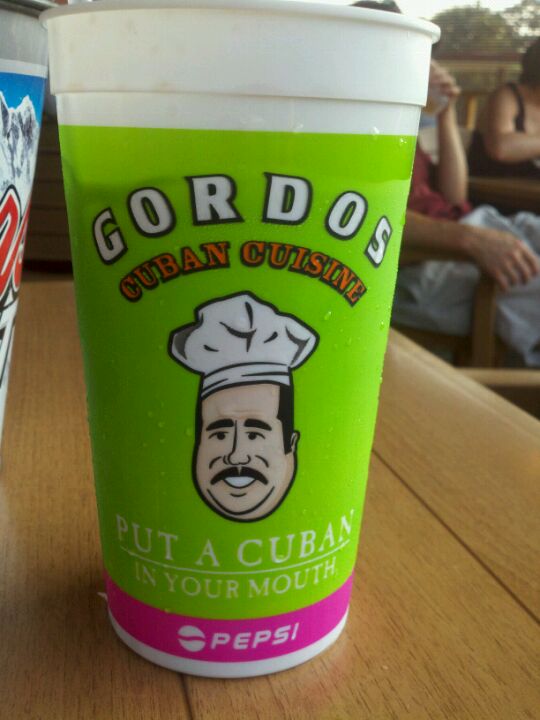 GORDOS
CUBAN CUISINE
PUT A CUBAN
IN YOUR MOUTH.
PEPSI